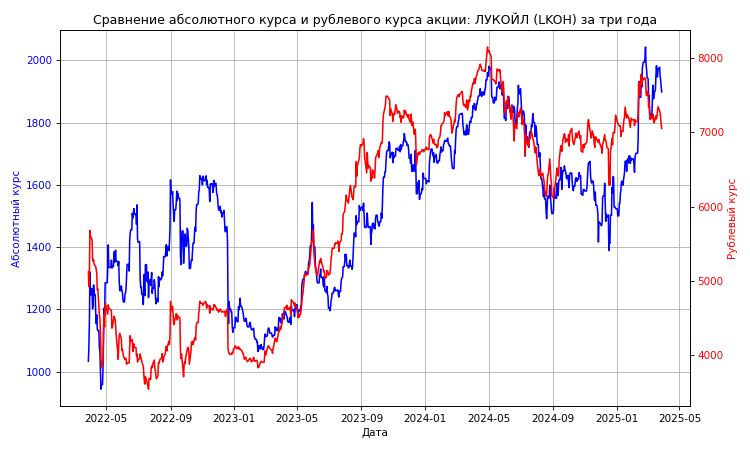 Сравнение абсолютного курса и рублевого курса акции: ЛУКОЙЛ (LKOH) за три года
2000
1800
1600
1400
1200
1000
Абсолютный курс
8000
7000
6000
5000
4000
Рублевый курс
2022-05 2022-09 2023-01 2023-05 2023-09 2024-01 2024-05 2024-09 2025-01 2025-05
Дата